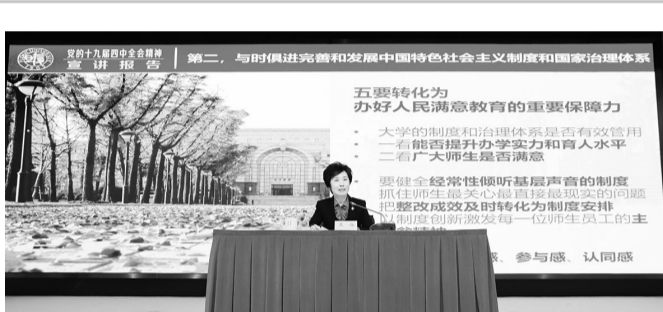 党的十九届四中全会精神
宣讲报告
第二，与时俱进完善和发展中国特色社会主义制度和国家治理体系
五要转化为
办好人民满意教育的重要保障力
• 大学的制度和治理体系是否有效管用
一看能否提升办学实力和育人水平
二看广大师生是否满意
• 要健全经常性倾听基层声音的制度
抓住师生最关心最直接最现实的问题
把整改成效及时转化为制度安排
以制度创新激发每一位师生员工的主
感、参与感、认同感